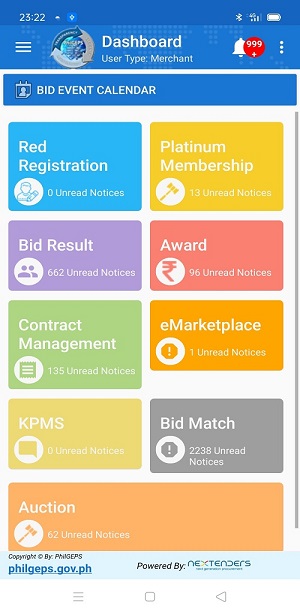 23:22
Dashboard
User Type: Merchant
999
+
BID EVENT CALENDAR
Red
Registration
0 Unread Notices
Platinum
Membership
13 Unread Notices
Bid Result
662 Unread Notices
Award
96 Unread Notices
Contract
Management
135 Unread Notices
eMarketplace
1 Unread Notices
KPMS
0 Unread Notices
Bid Match
2238 Unread
Notices
Auction
62 Unread Notices
Copyright © By: PhilGEPS
philgeps.gov.ph
Powered By:
NEXTENDERS
next generation procurement